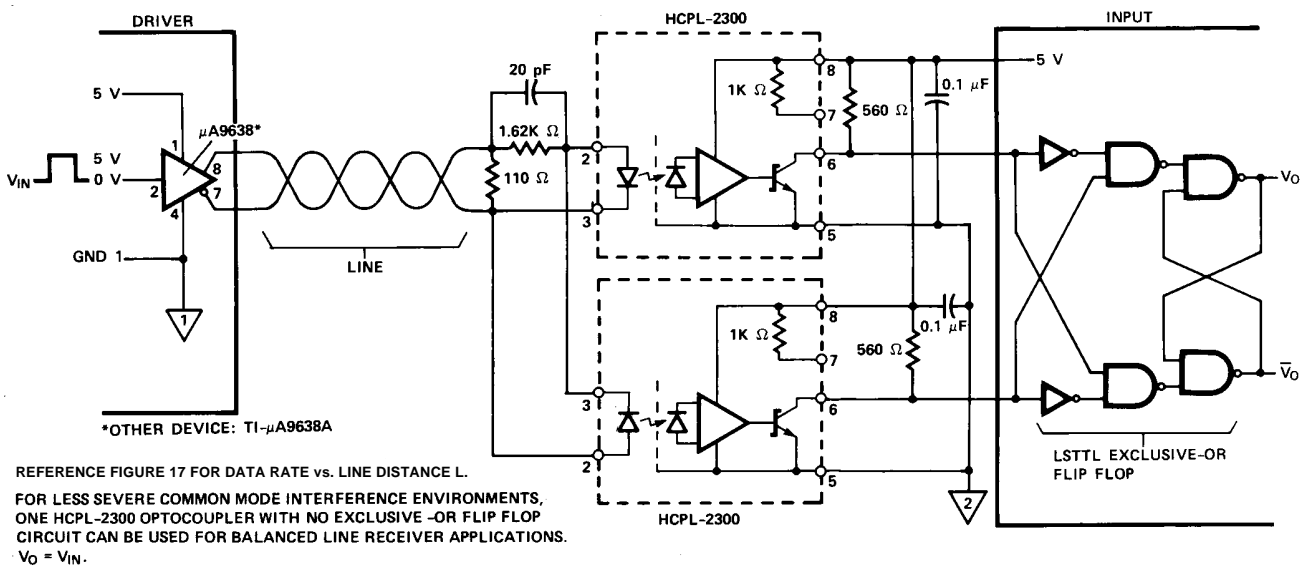 DRIVER
HCPL-2300
INPUT
20 pF
8
5 V
5 V
1K Ω
0.1 µF
µA9638*
1
560 Ω
7
1.62K Ω
2
6
VIN
5 V
0 V
2
8
7
110 Ω
VO
4
3
5
GND 1
LINE
8
0.1 µF
1
1K Ω
560 Ω
7
V̅O
3
6
*OTHER DEVICE: TI-µA9638A
2
5
LSTTL EXCLUSIVE-OR
FLIP FLOP
2
HCPL-2300
REFERENCE FIGURE 17 FOR DATA RATE vs. LINE DISTANCE L.
FOR LESS SEVERE COMMON MODE INTERFERENCE ENVIRONMENTS,
ONE HCPL-2300 OPTOCOUPLER WITH NO EXCLUSIVE -OR FLIP FLOP
CIRCUIT CAN BE USED FOR BALANCED LINE RECEIVER APPLICATIONS.
VO = VIN.